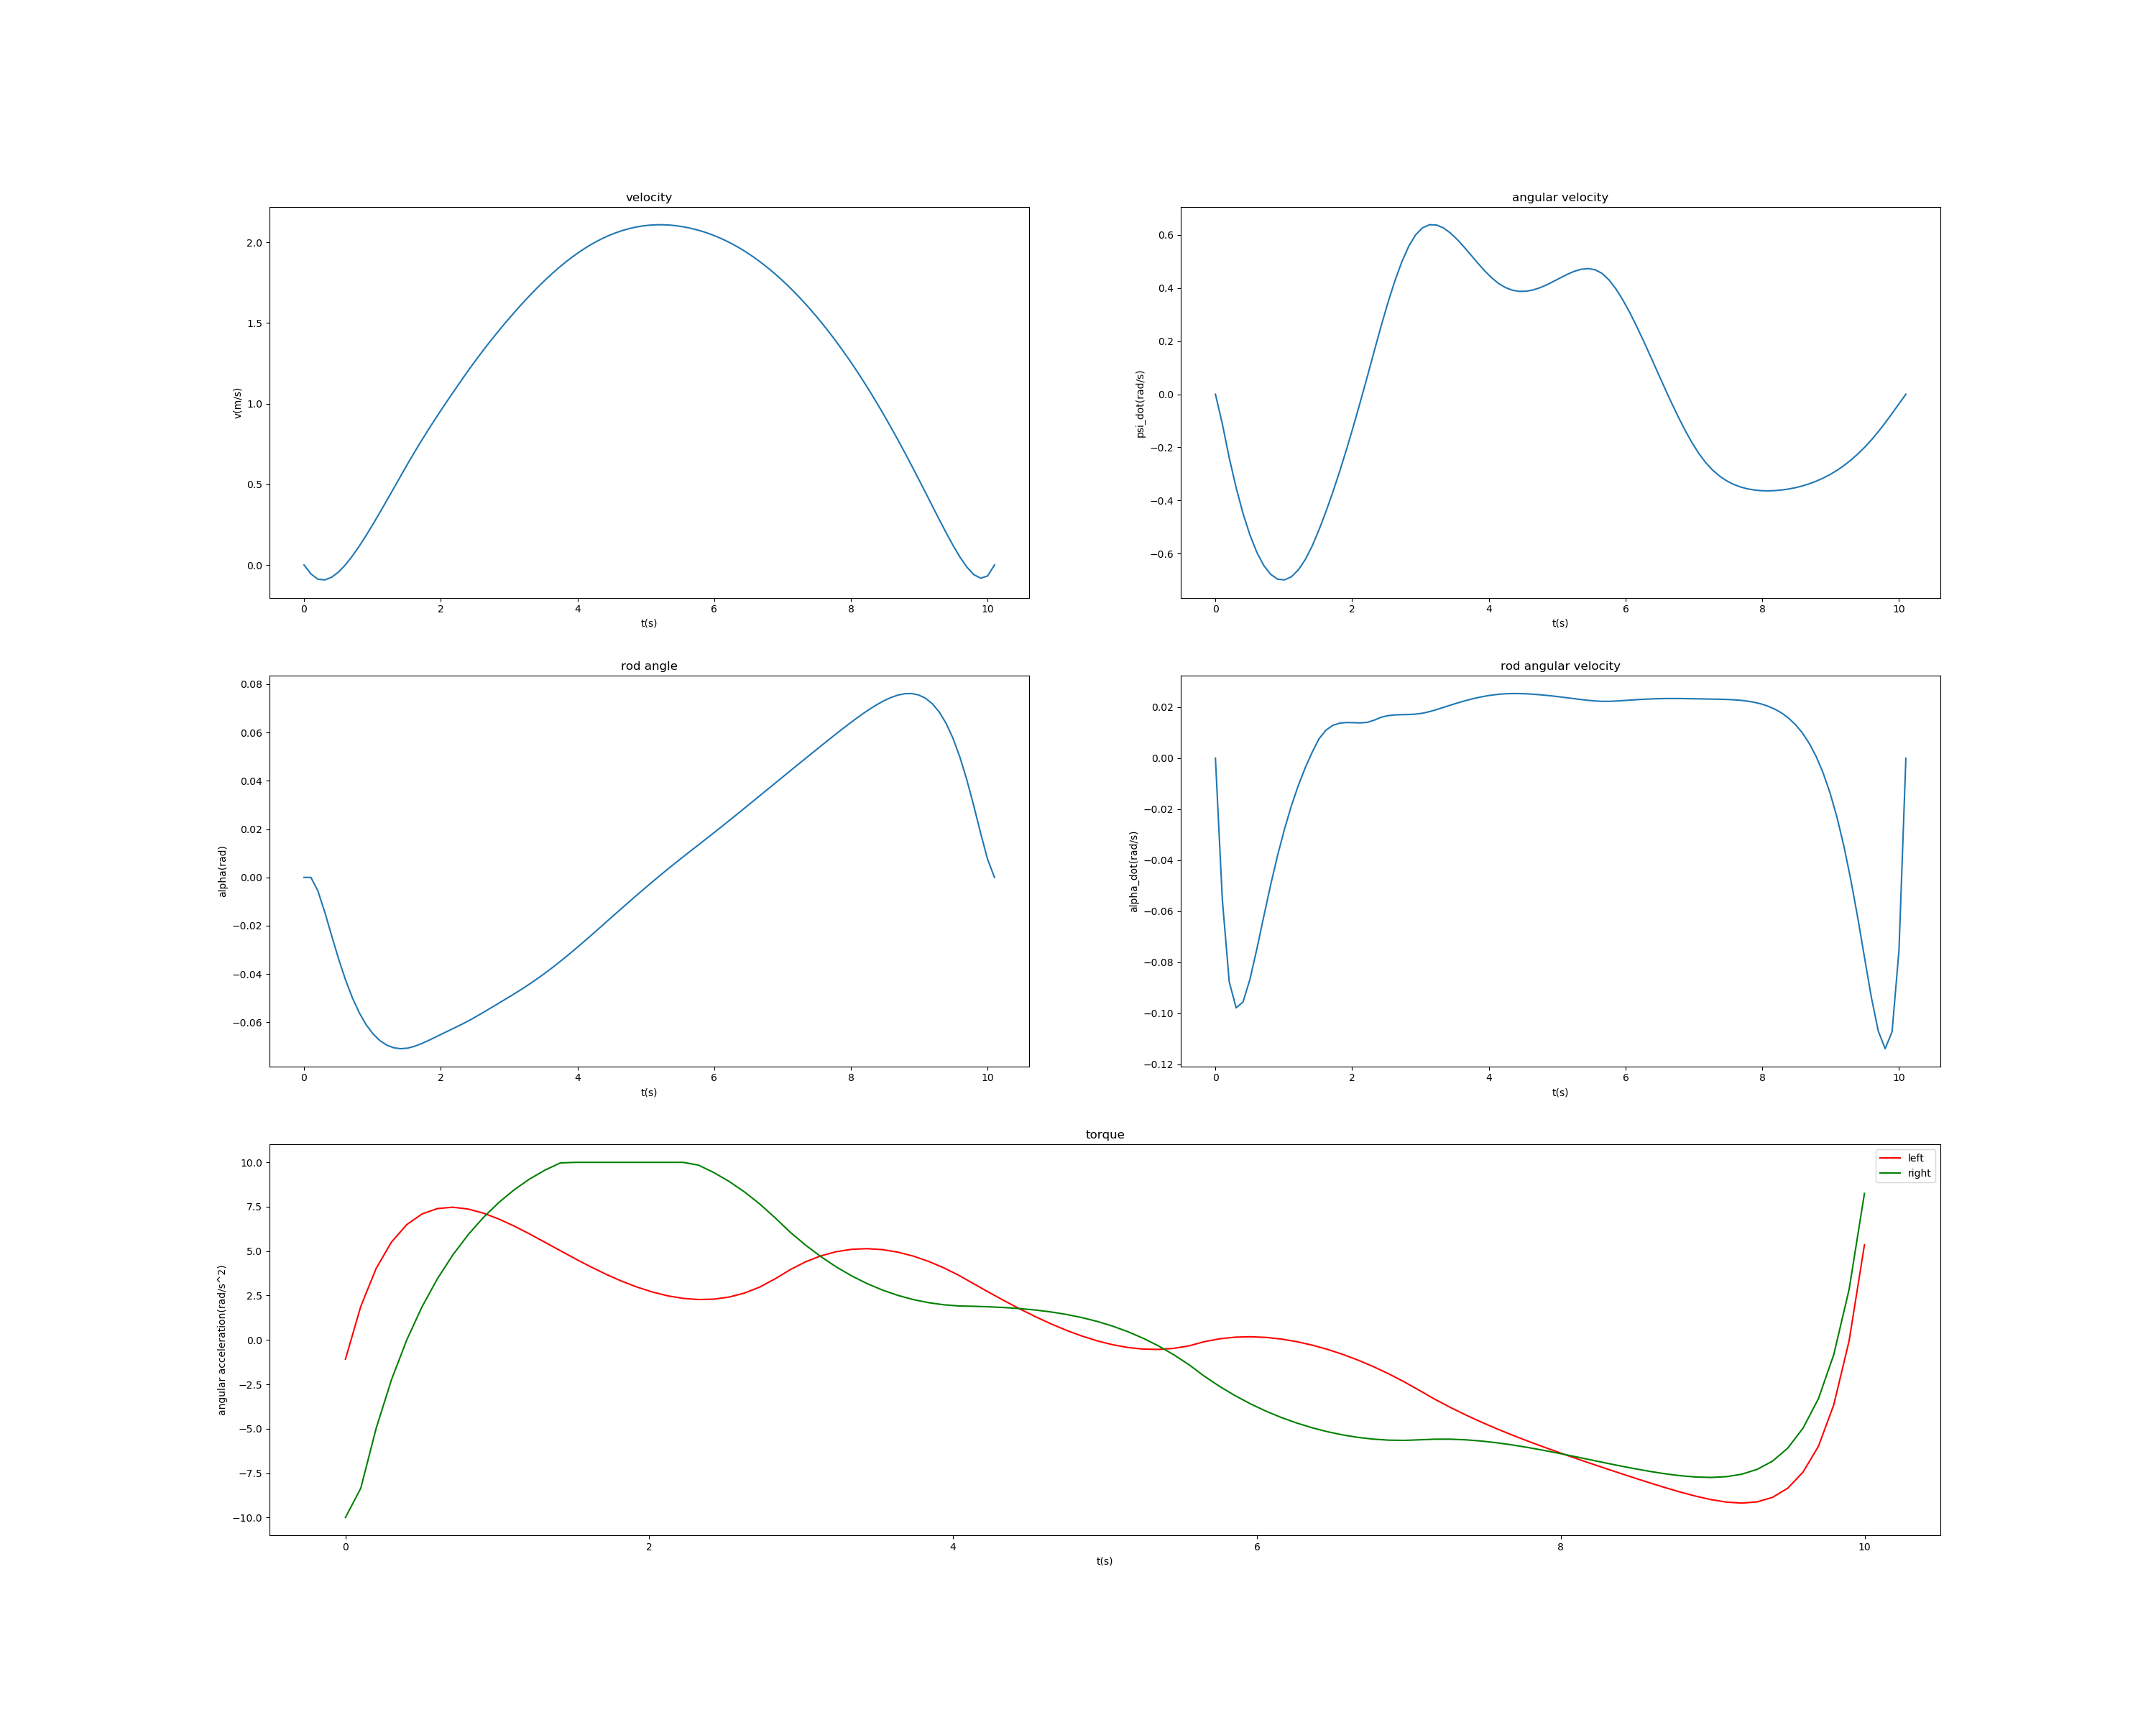 velocity
v(m/s)
2.0
1.5
1.0
0.5
0.0
0 2 4 6 8 10
t(s)
angular velocity
psi_dot(rad/s)
0.6
0.4
0.2
0.0
−0.2
−0.4
−0.6
0 2 4 6 8 10
t(s)
rod angle
alpha(rad)
0.08
0.06
0.04
0.02
0.00
−0.02
−0.04
−0.06
0 2 4 6 8 10
t(s)
rod angular velocity
alpha_dot(rad/s)
0.02
0.00
−0.02
−0.04
−0.06
−0.08
−0.10
−0.12
0 2 4 6 8 10
t(s)
torque
angular acceleration(rad/s^2)
10.0
7.5
5.0
2.5
0.0
−2.5
−5.0
−7.5
−10.0
left
right
0 2 4 6 8 10
t(s)